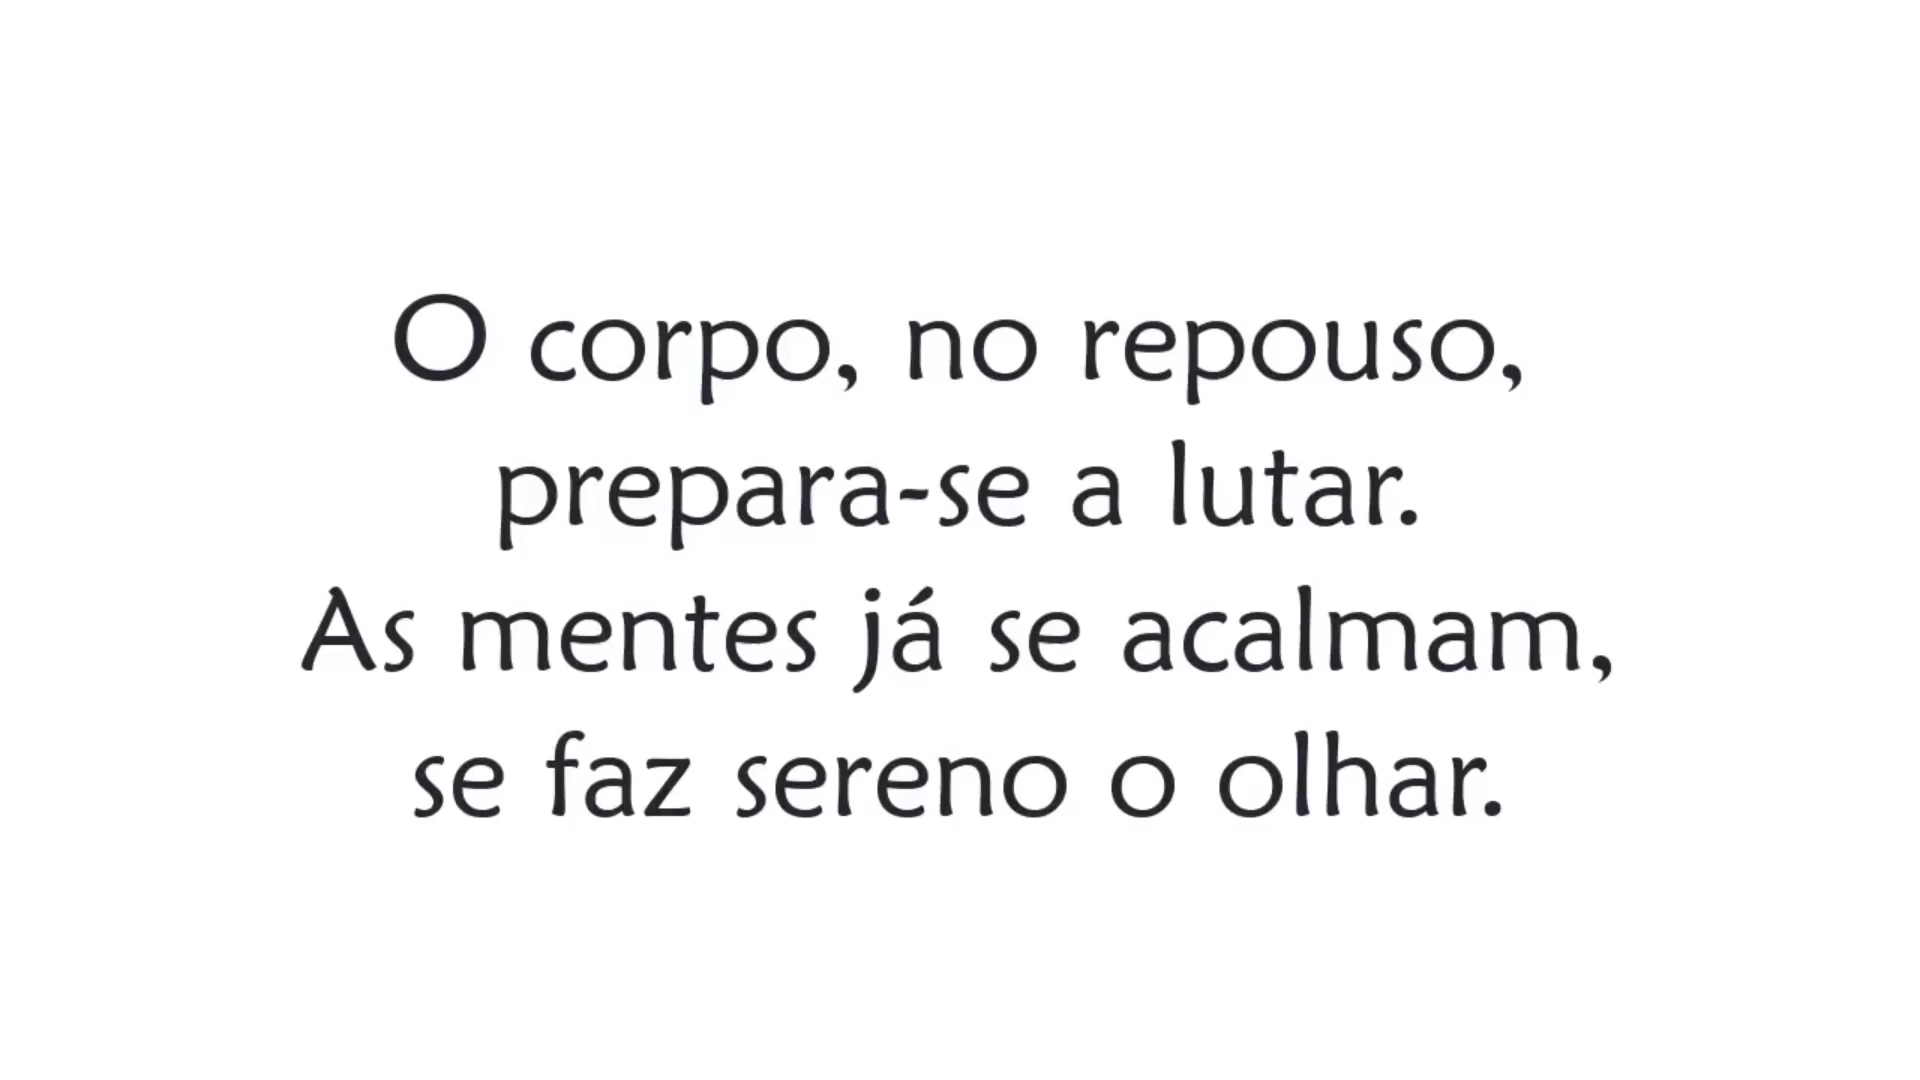 O corpo, no repouso,
prepara-se a lutar.
As mentes já se acalmam,
se faz sereno o olhar.